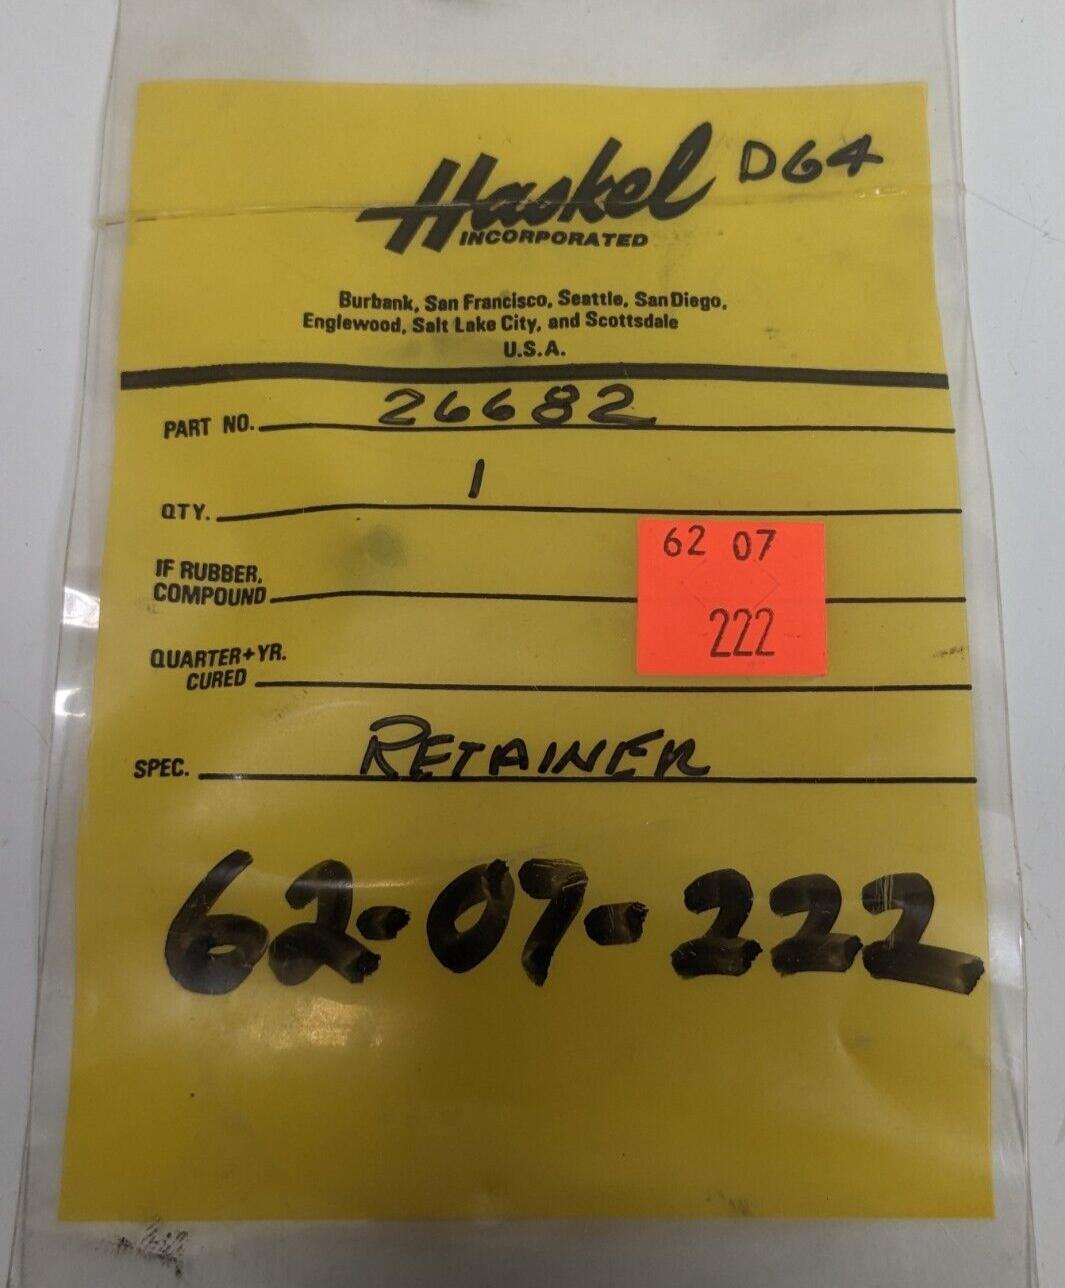 Haskel D64
INCORPORATED
Burbank, San Francisco, Seattle, San Diego,
Englewood, Salt Lake City, and Scottsdale
U.S.A.
PART NO. 26682
QTY. 1
62 07
IF RUBBER,
COMPOUND
222
QUARTER + YR.
CURED
SPEC. RETAINER
62-07-222